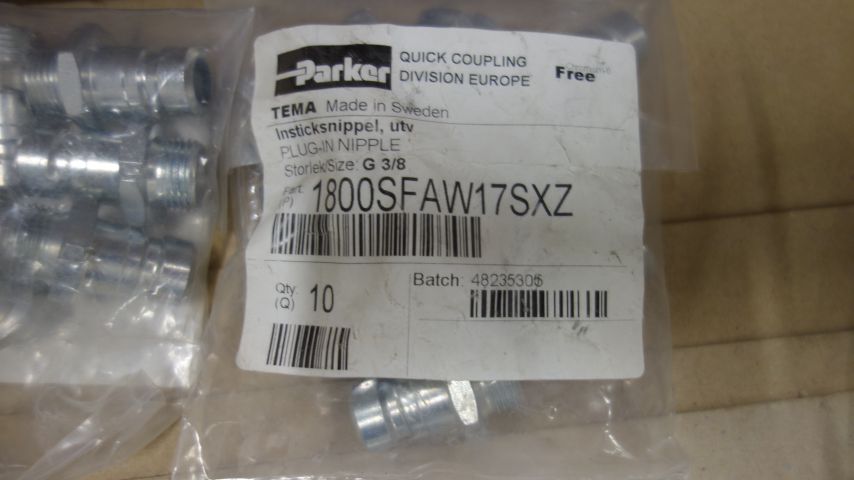 Parker
QUICK COUPLING
DIVISION EUROPE
Free
TEMA Made in Sweden
Insticksnippel, utv
PLUG-IN NIPPLE
Storlek/Size: G 3/8
Part:
(P) 1800SFAW17SXZ
Qty:
(Q) 10
Batch: 48235305